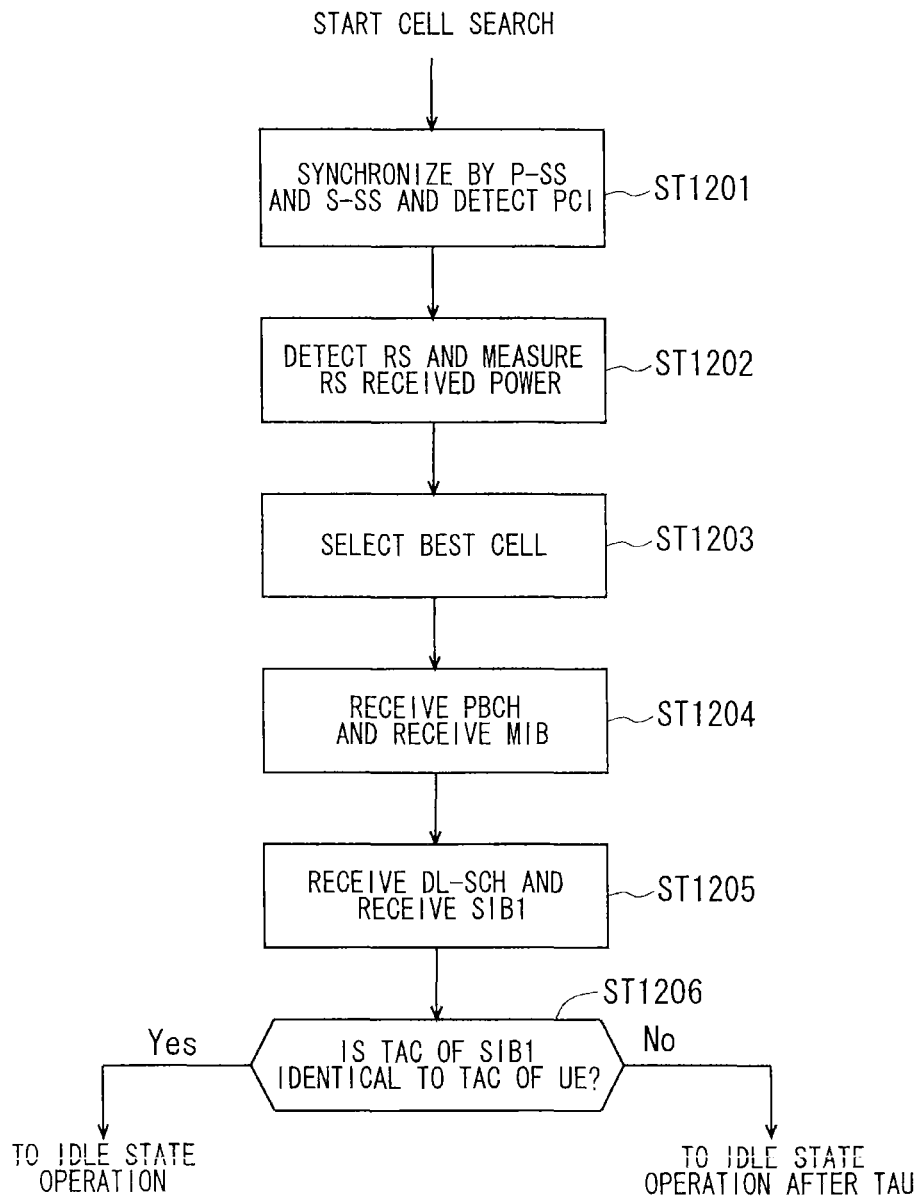 START CELL SEARCH
SYNCHRONIZE BY P-SS
AND S-SS AND DETECT PCI
ST1201
DETECT RS AND MEASURE
RS RECEIVED POWER
ST1202
SELECT BEST CELL
ST1203
RECEIVE PBCH
AND RECEIVE MIB
ST1204
RECEIVE DL-SCH AND
RECEIVE SIB1
ST1205
ST1206
IS TAC OF SIB1
IDENTICAL TO TAC OF UE?
Yes
No
TO IDLE STATE
OPERATION
TO IDLE STATE
OPERATION AFTER TAU